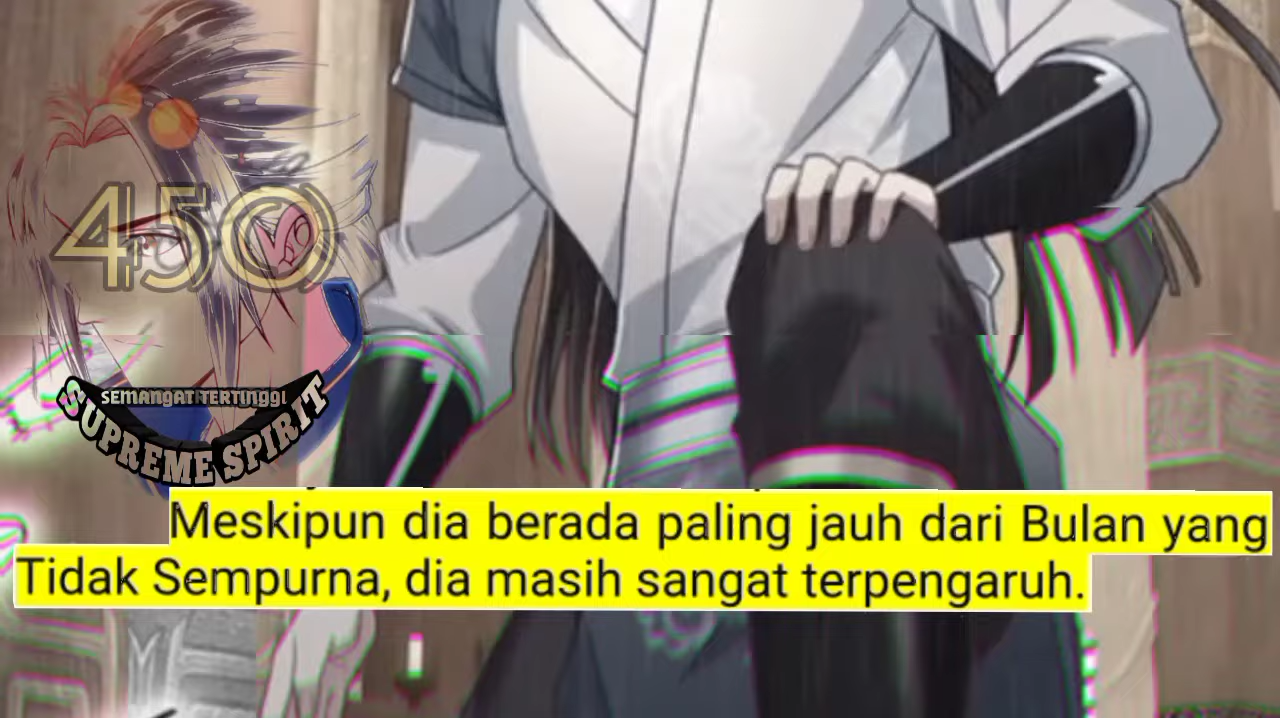 450
SEMANGAT TERTINGGI
SUPREME SPIRIT
Meskipun dia berada paling jauh dari Bulan yang
Tidak Sempurna, dia masih sangat terpengaruh.